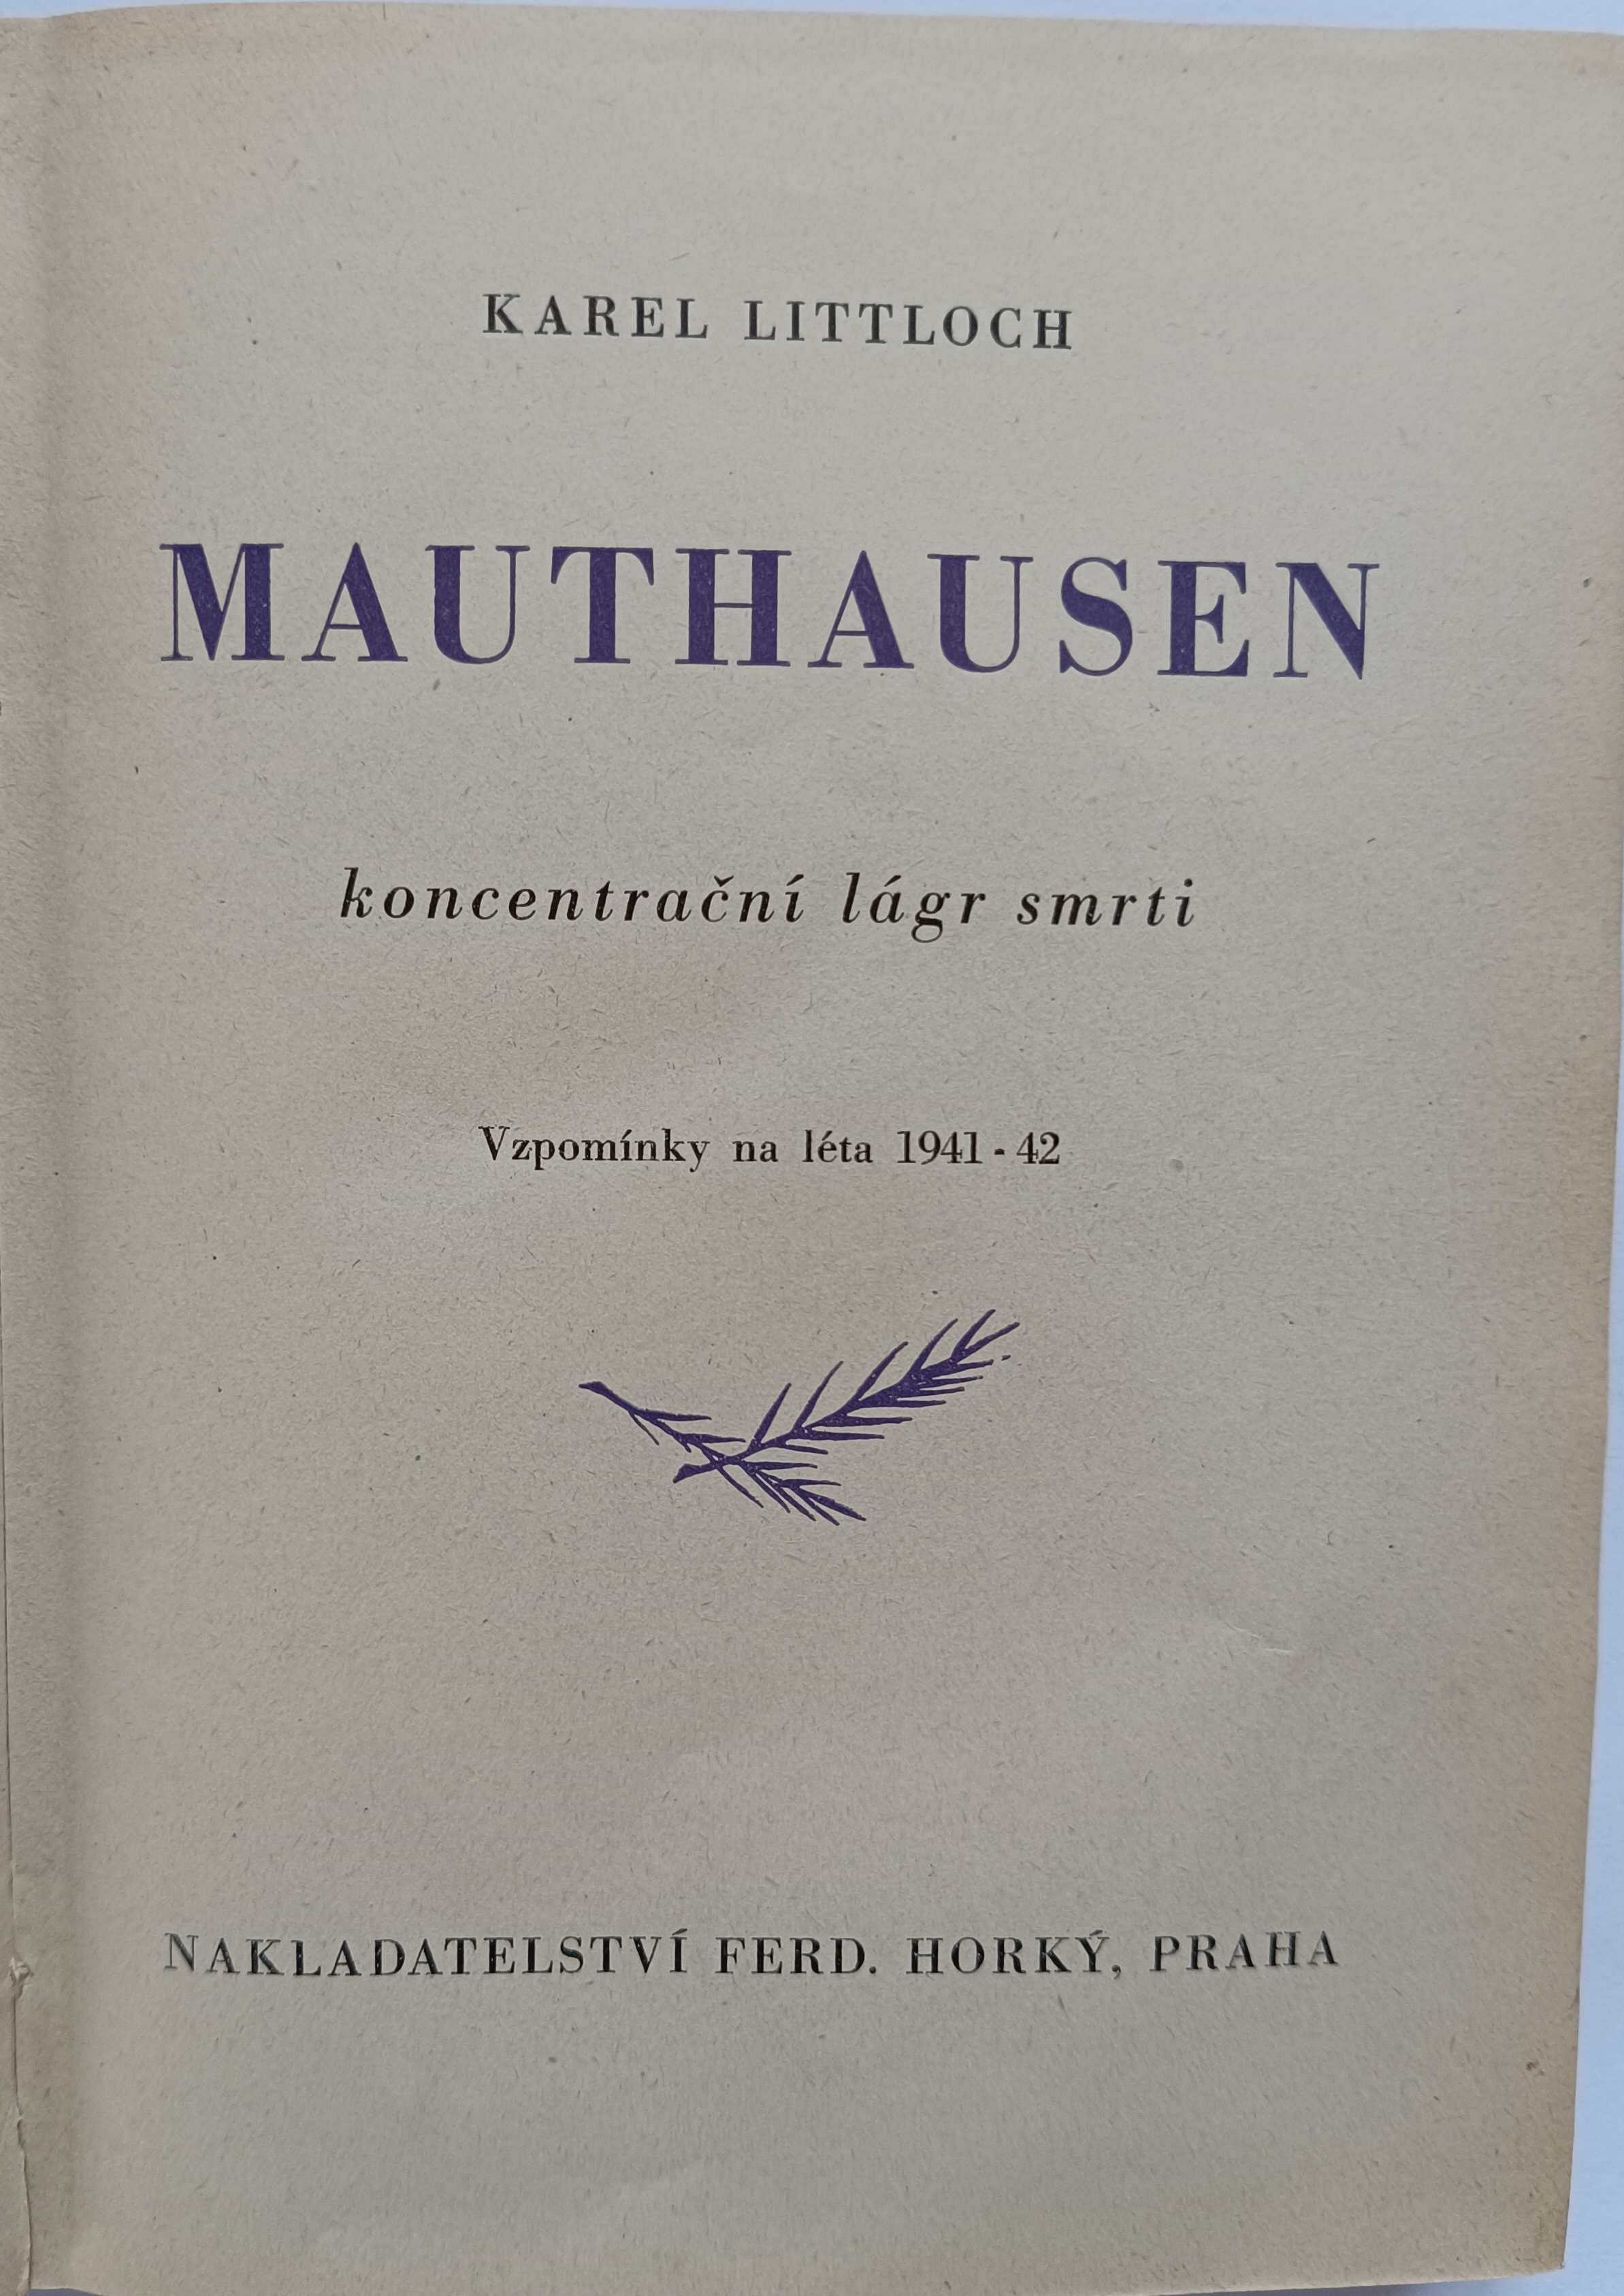 KAREL LITTLOCH
MAUTHAUSEN
koncentrační lágr smrti
Vzpomínky na léta 1941 - 42
NAKLADATELSTVÍ FERD. HORKÝ, PRAHA